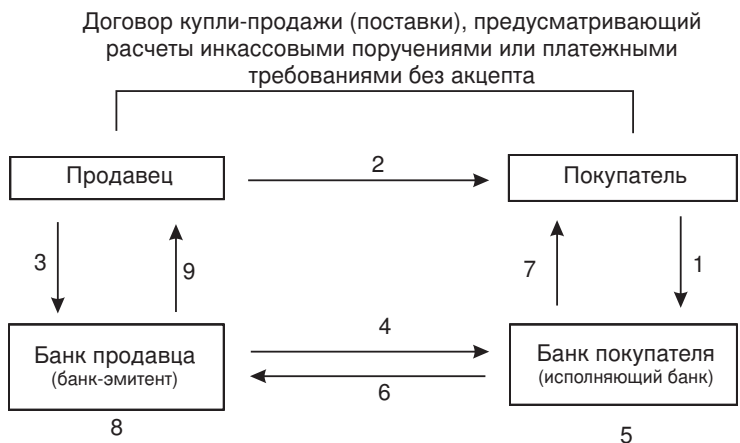 Договор купли-продажи (поставки), предусматривающий
расчеты инкассовыми поручениями или платежными
требованиями без акцепта
Продавец
2
Покупатель
3
9
7
1
Банк продавца
(банк-эмитент)
4
6
Банк покупателя
(исполняющий банк)
8
5